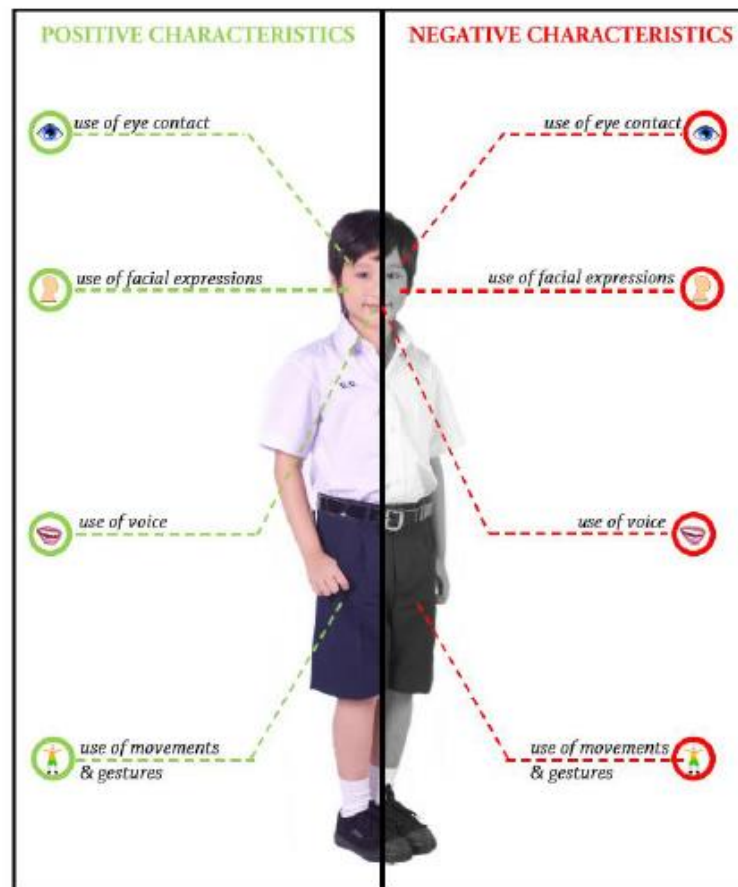 POSITIVE CHARACTERISTICS
use of eye contact
use of facial expressions
use of voice
use of movements
& gestures
NEGATIVE CHARACTERISTICS
use of eye contact
use of facial expressions
use of voice
use of movements
& gestures